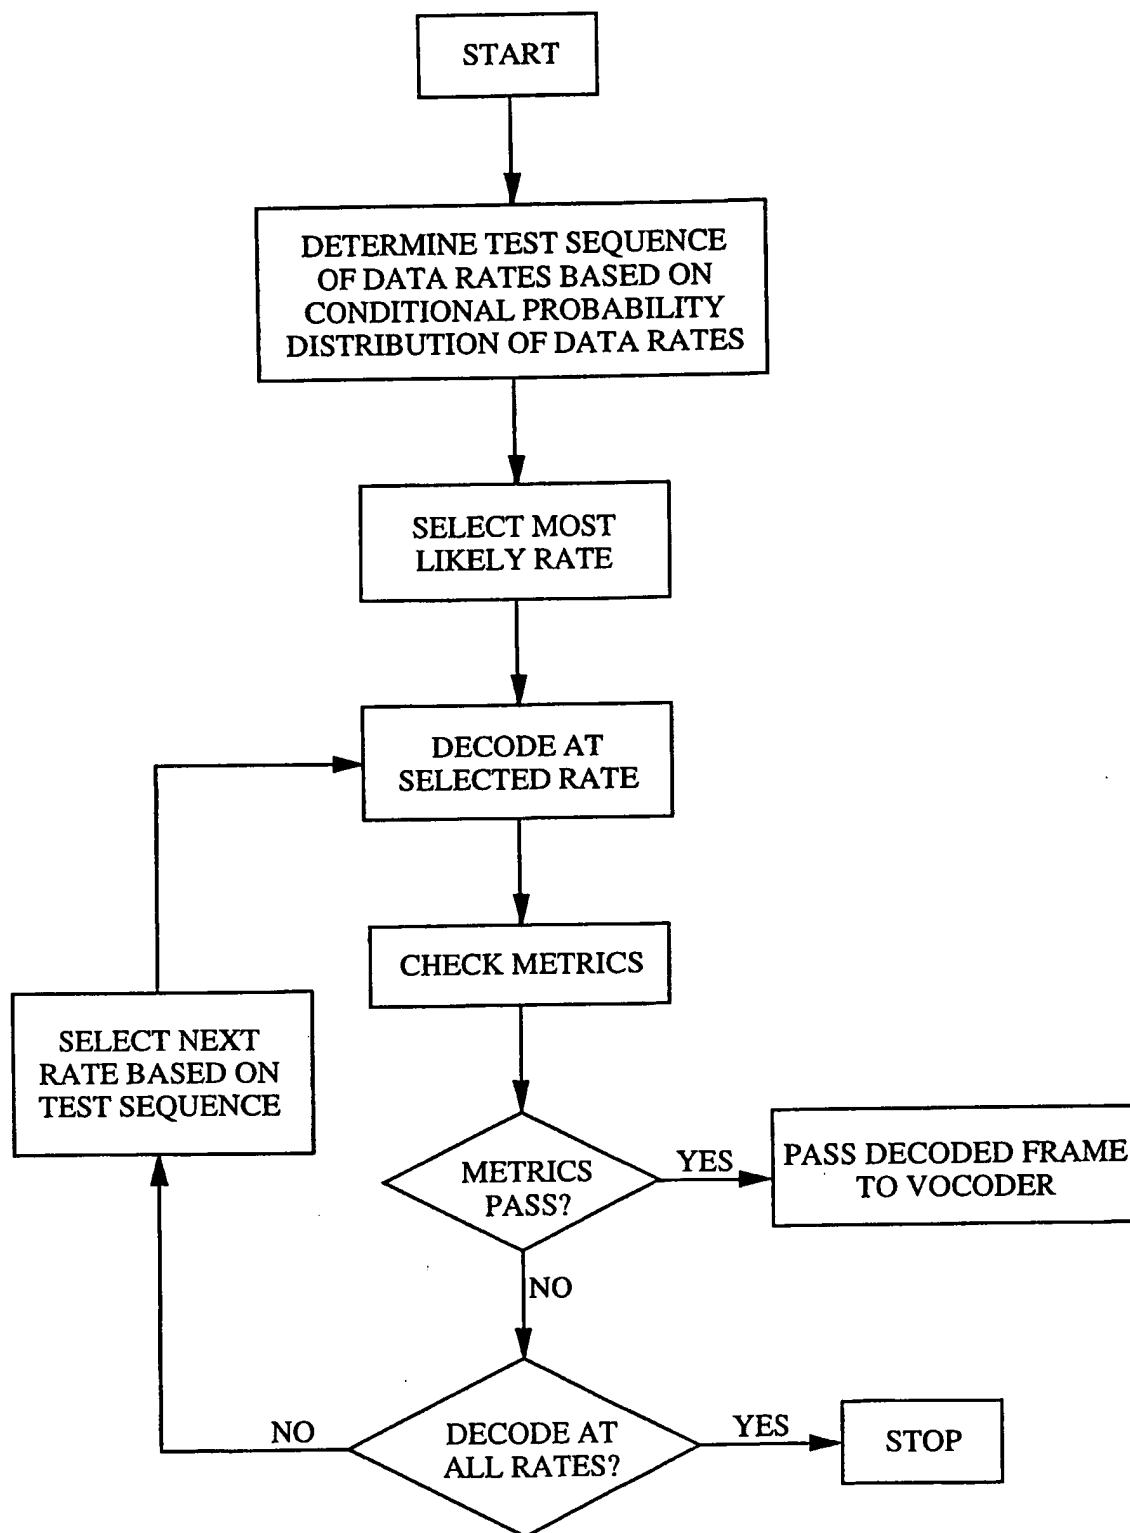 START
DETERMINE TEST SEQUENCE
OF DATA RATES BASED ON
CONDITIONAL PROBABILITY
DISTRIBUTION OF DATA RATES
SELECT MOST
LIKELY RATE
DECODE AT
SELECTED RATE
CHECK METRICS
SELECT NEXT
RATE BASED ON
TEST SEQUENCE
METRICS
PASS?
YES
PASS DECODED FRAME
TO VOCODER
NO
DECODE AT
ALL RATES?
NO
YES
STOP